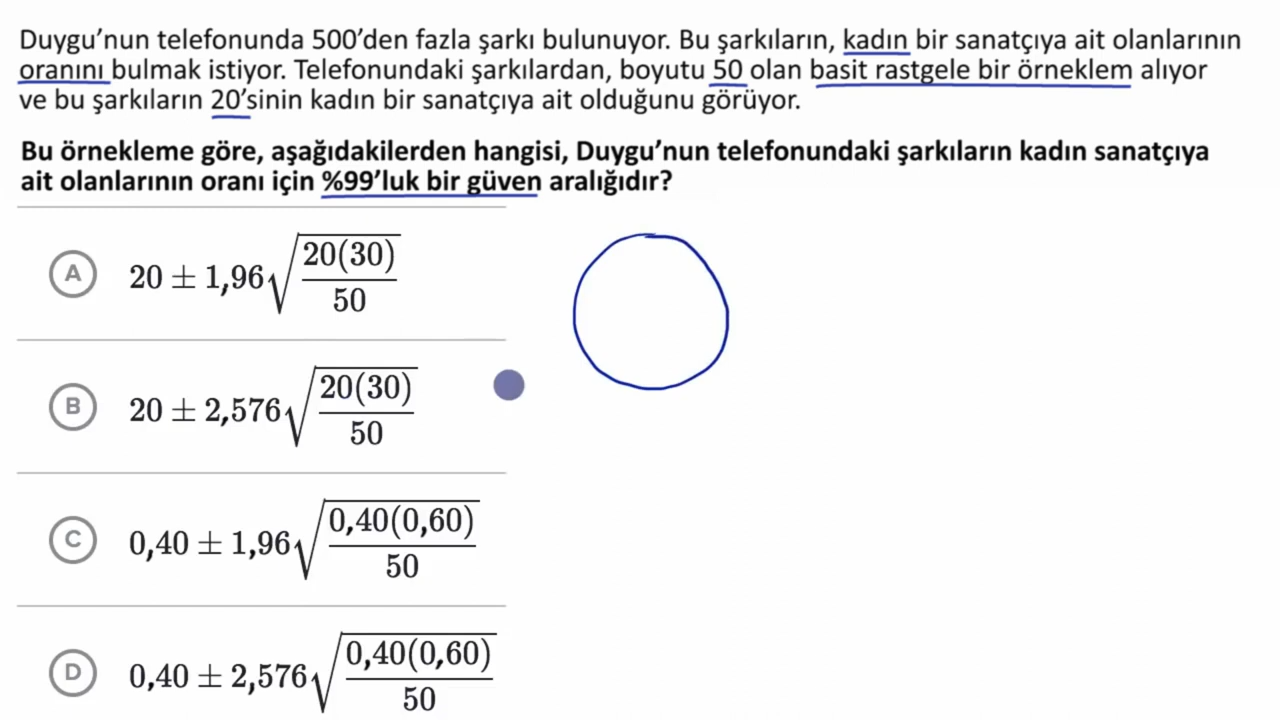 Duygu'nun telefonunda 500'den fazla şarkı bulunuyor. Bu şarkıların, kadın bir sanatçıya ait olanlarının
oranını bulmak istiyor. Telefonundaki şarkılardan, boyutu 50 olan basit rastgele bir örneklem alıyor
ve bu şarkıların 20'sinin kadın bir sanatçıya ait olduğunu görüyor.
Bu örnekleme göre, aşağıdakilerden hangisi, Duygu'nun telefonundaki şarkıların kadın sanatçıya
ait olanlarının oranı için %99'luk bir güven aralığıdır?
A 20 ± 1,96√(20(30)/50)
B 20 ± 2,576√(20(30)/50)
C 0,40 ± 1,96√(0,40(0,60)/50)
D 0,40 ± 2,576√(0,40(0,60)/50)